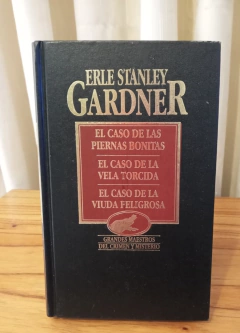 ERLE STANLEY
GARDNER
EL CASO DE LAS
PIERNAS BONITAS
EL CASO DE LA
VELA TORCIDA
EL CASO DE LA
VIUDA PELIGROSA
GRANDES MAESTROS
DEL CRIMEN Y MISTERIO